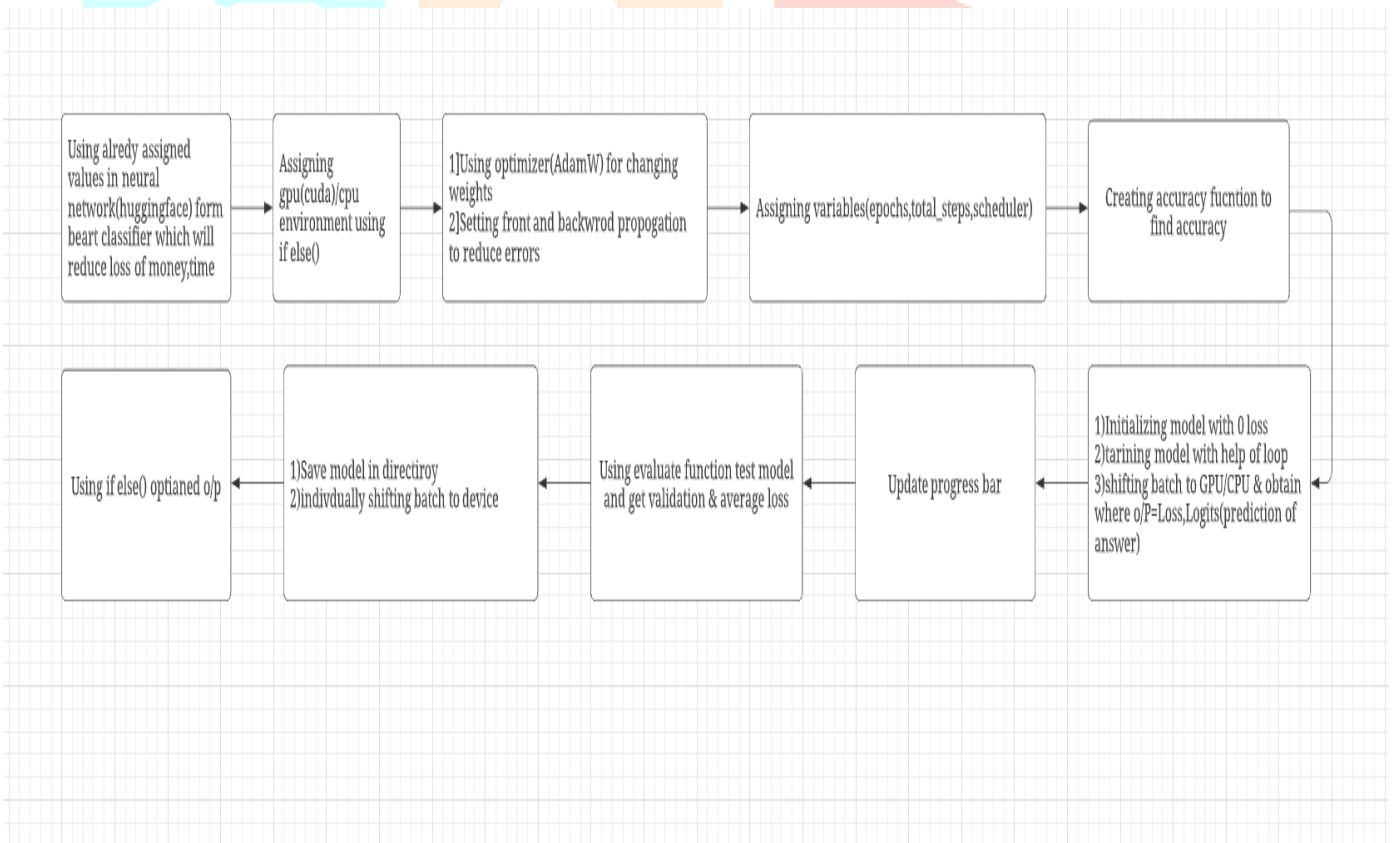 Using alredy assigned
values in neural
network(huggingface) form
beart classifier which will
reduce loss of money,time
Assigning
gpu(cuda)/cpu
environment using
if else()
1]Using optimizer(AdamW) for changing
weights
2]Setting front and backwrod propogation
to reduce errors
Assigning variables(epochs,total_steps,scheduler)
Creating accuracy fucntion to
find accuracy
1)Initializing model with 0 loss
2)tarining model with help of loop
3)shifting batch to GPU/CPU & obtain
where o/P=Loss,Logits(prediction of
answer)
Update progress bar
Using evaluate function test model
and get validation & average loss
1)Save model in directiroy
2)indivdually shifting batch to device
Using if else() optianed o/p